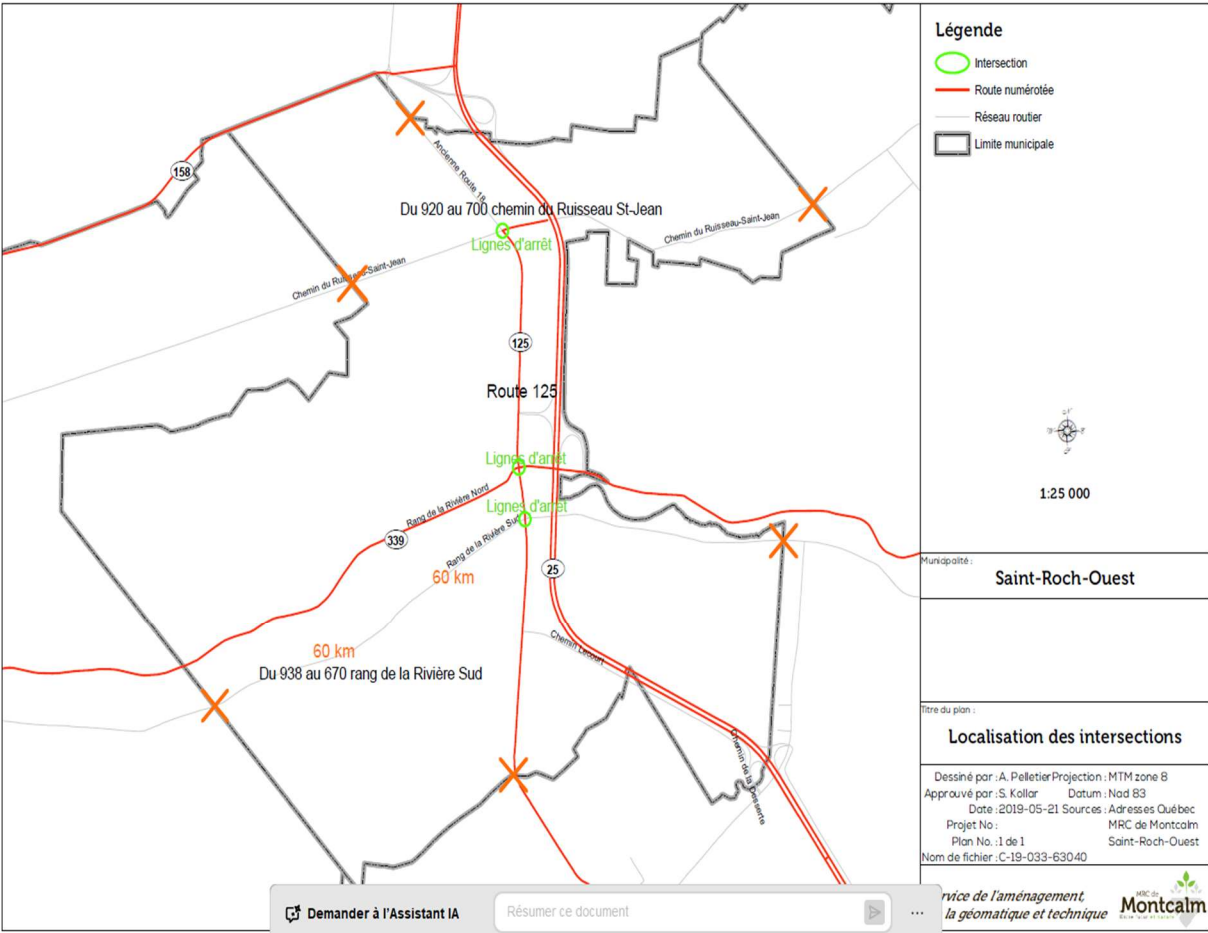 Légende
Intersection
Route numérotée
Réseau routier
Limite municipale
158
Ancienne Route 18
Du 920 au 700 chemin du Ruisseau St-Jean
Lignes d'arrêt
Chemin du Ruisseau-Saint-Jean
Chemin du Ruisseau-Saint-Jean
125
Route 125
Lignes d'arrêt
Rang de la Rivière Nord
Lignes d'arrêt
339
Rang de la Rivière Sud
60 km
25
Chemin Lecourt
60 km
Du 938 au 670 rang de la Rivière Sud
Chemin de la Desserte
1:25 000
Municipalité :
Saint-Roch-Ouest
Titre du plan :
Localisation des intersections
Dessiné par : A. Pelletier Projection : MTM zone 8
Approuvé par : S. Kollar Datum : Nad 83
Date : 2019-05-21 Sources : Adresses Québec
Projet No : MRC de Montcalm
Plan No. : 1 de 1 Saint-Roch-Ouest
Nom de fichier : C-19-033-63040
rvice de l'aménagement,
la géomatique et technique
MRC de
Montcalm
Demander à l'Assistant IA
Résumer ce document